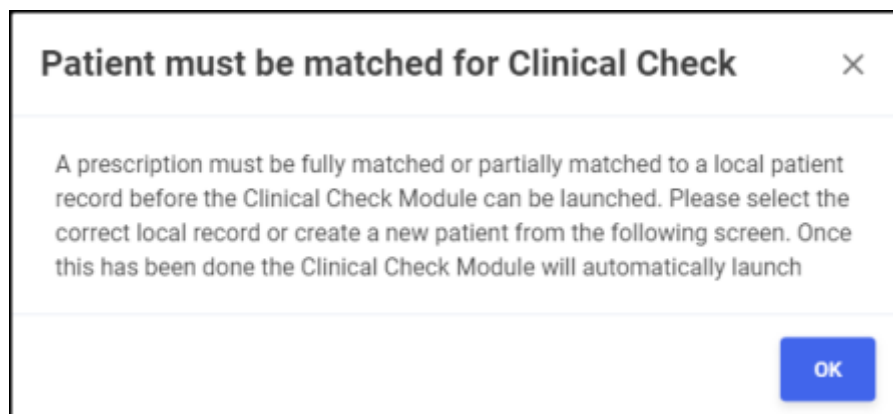 Patient must be matched for Clinical Check
A prescription must be fully matched or partially matched to a local patient
record before the Clinical Check Module can be launched. Please select the
correct local record or create a new patient from the following screen. Once
this has been done the Clinical Check Module will automatically launch
OK